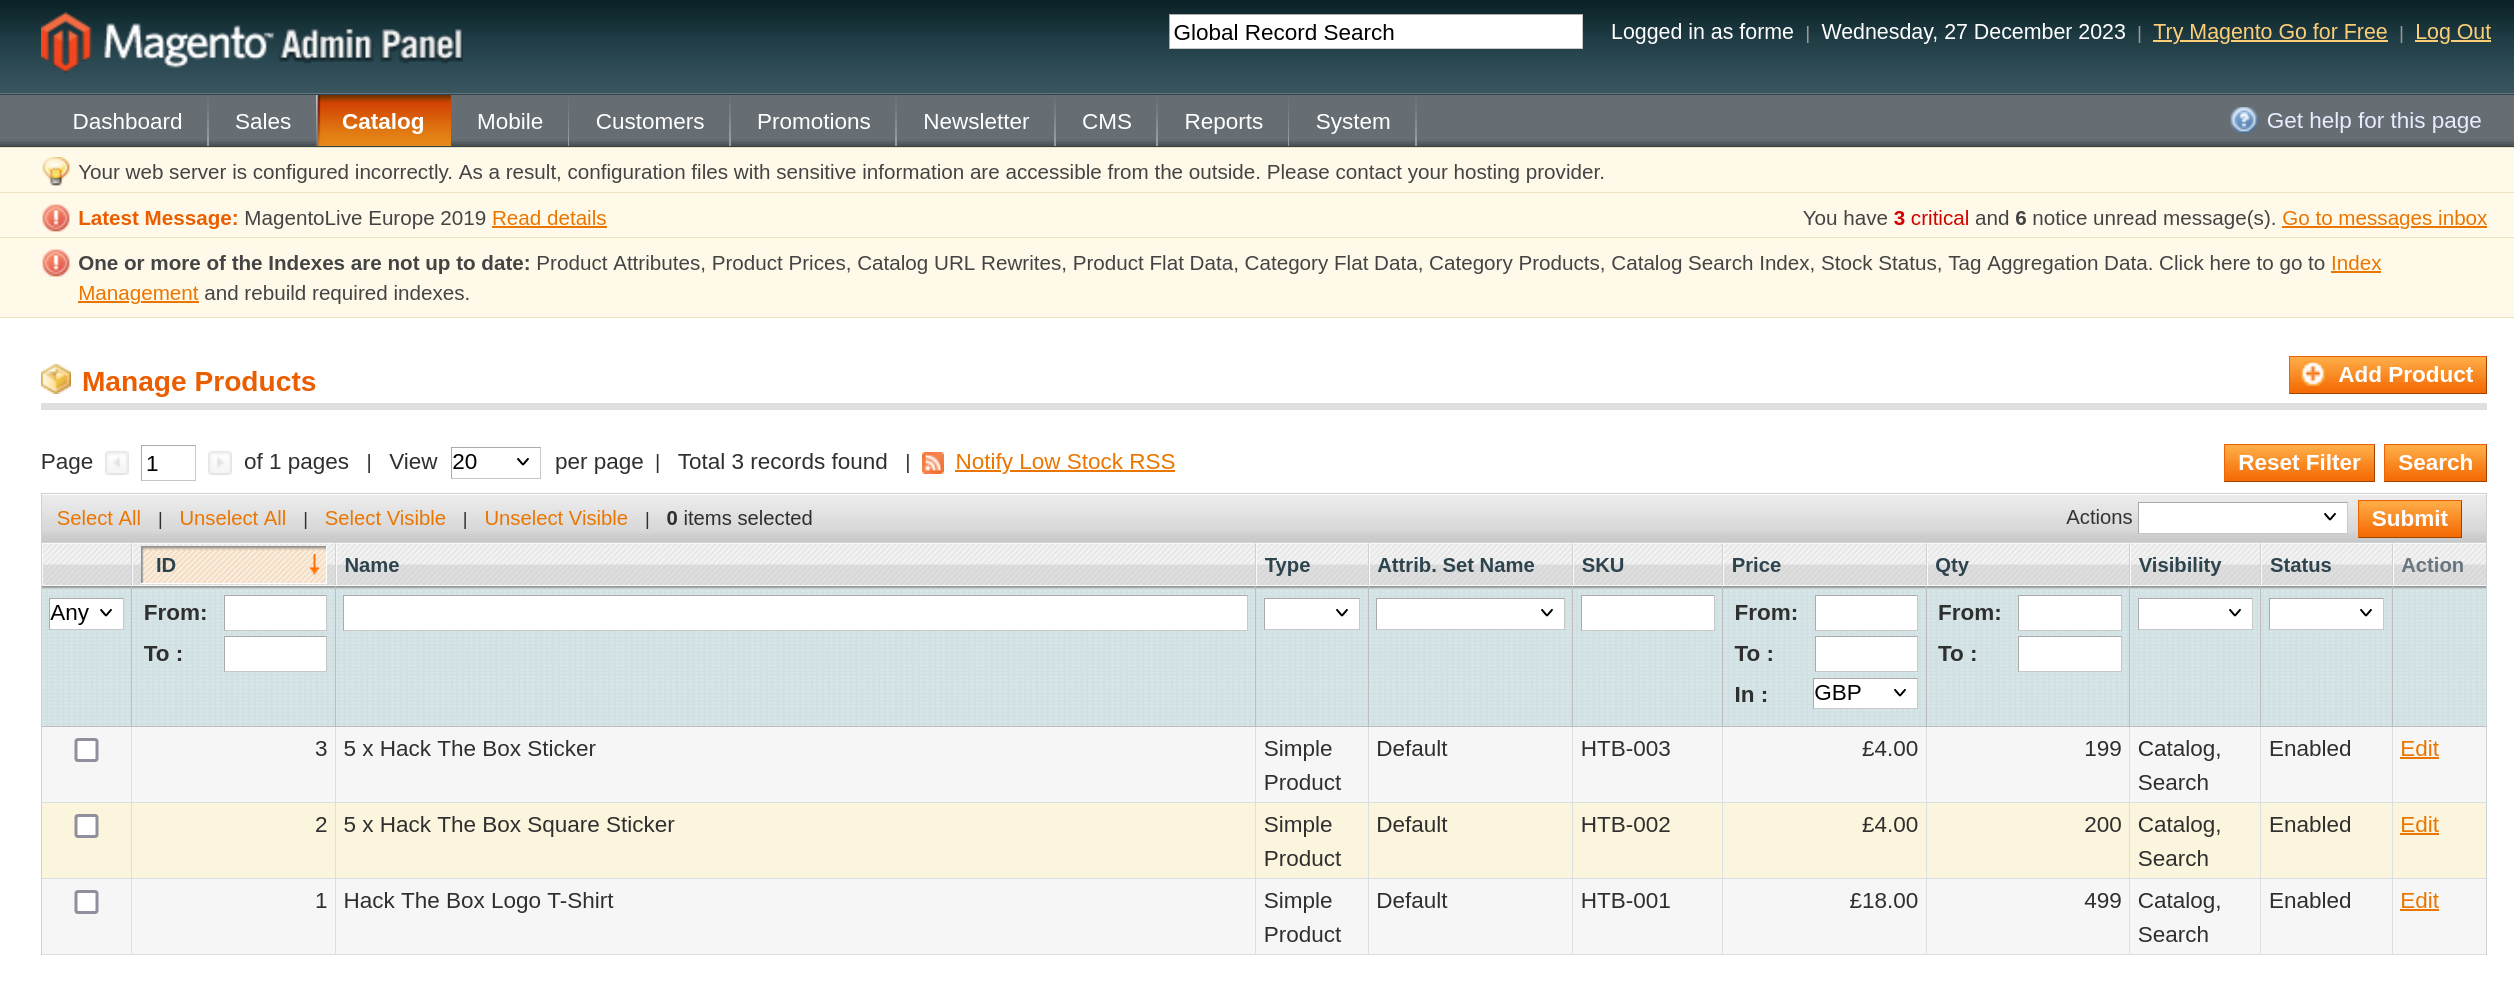 Magento™ Admin Panel
Global Record Search
Logged in as forme | Wednesday, 27 December 2023 | Try Magento Go for Free | Log Out
Dashboard Sales Catalog Mobile Customers Promotions Newsletter CMS Reports System
Get help for this page
Your web server is configured incorrectly. As a result, configuration files with sensitive information are accessible from the outside. Please contact your hosting provider.
Latest Message: MagentoLive Europe 2019 Read details
You have 3 critical and 6 notice unread message(s). Go to messages inbox
One or more of the Indexes are not up to date: Product Attributes, Product Prices, Catalog URL Rewrites, Product Flat Data, Category Flat Data, Category Products, Catalog Search Index, Stock Status, Tag Aggregation Data. Click here to go to Index
Management and rebuild required indexes.
Manage Products
Add Product
Page 1 of 1 pages | View 20 per page | Total 3 records found | Notify Low Stock RSS
Reset Filter Search
Select All | Unselect All | Select Visible | Unselect Visible | 0 items selected
Actions Submit
ID Name Type Attrib. Set Name SKU Price Qty Visibility Status Action
Any From: From: From:
To : To : To :
In : GBP
3 5 x Hack The Box Sticker Simple Default HTB-003 £4.00 199 Catalog, Enabled Edit
Product Search
2 5 x Hack The Box Square Sticker Simple Default HTB-002 £4.00 200 Catalog, Enabled Edit
Product Search
1 Hack The Box Logo T-Shirt Simple Default HTB-001 £18.00 499 Catalog, Enabled Edit
Product Search